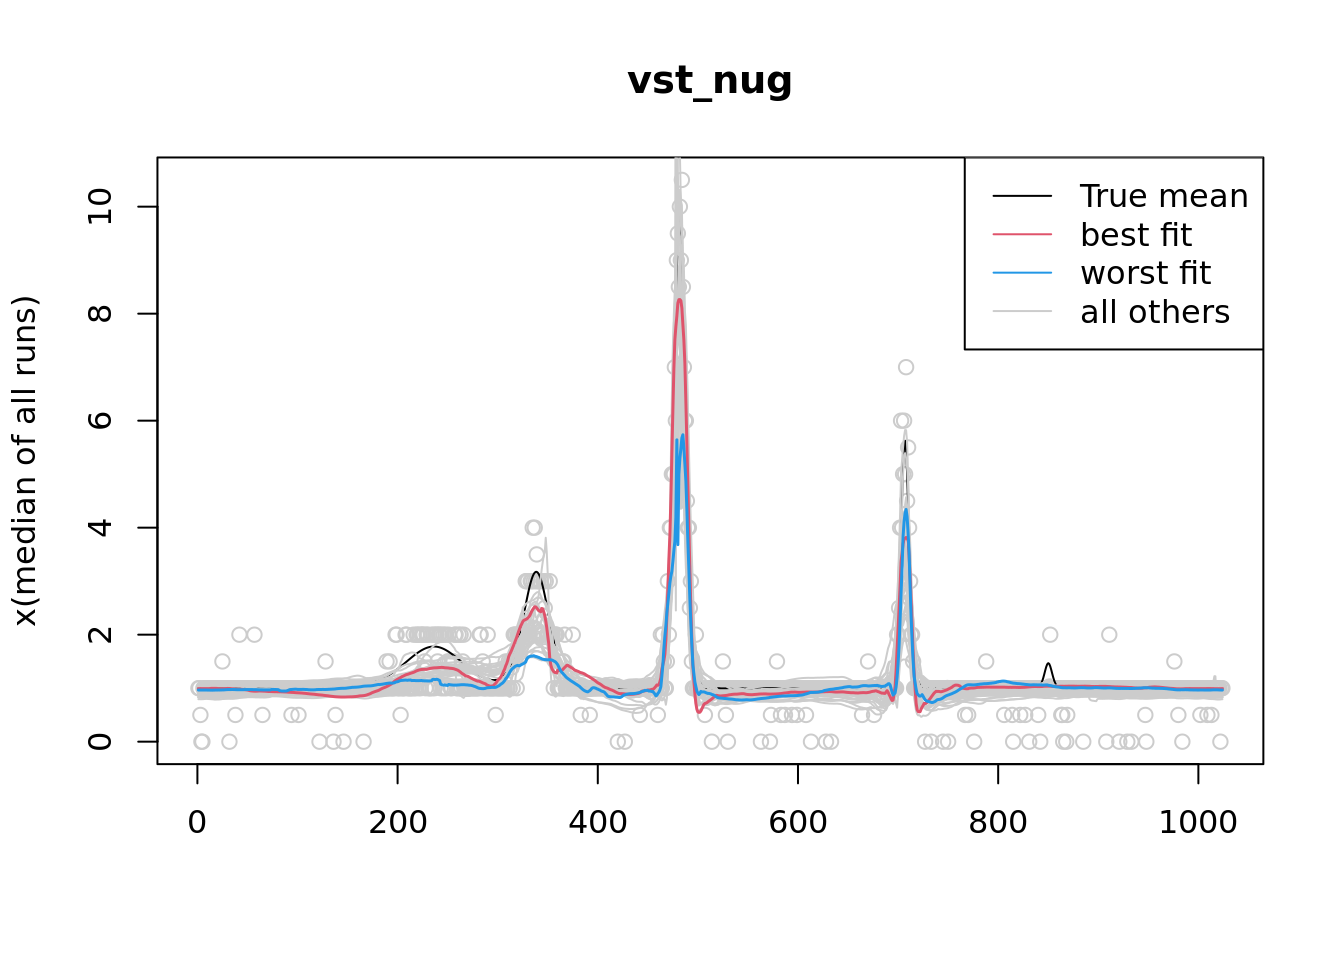 vst_nug
x(median of all runs)
10
8
6
4
2
0
True mean
best fit
worst fit
all others
0 200 400 600 800 1000